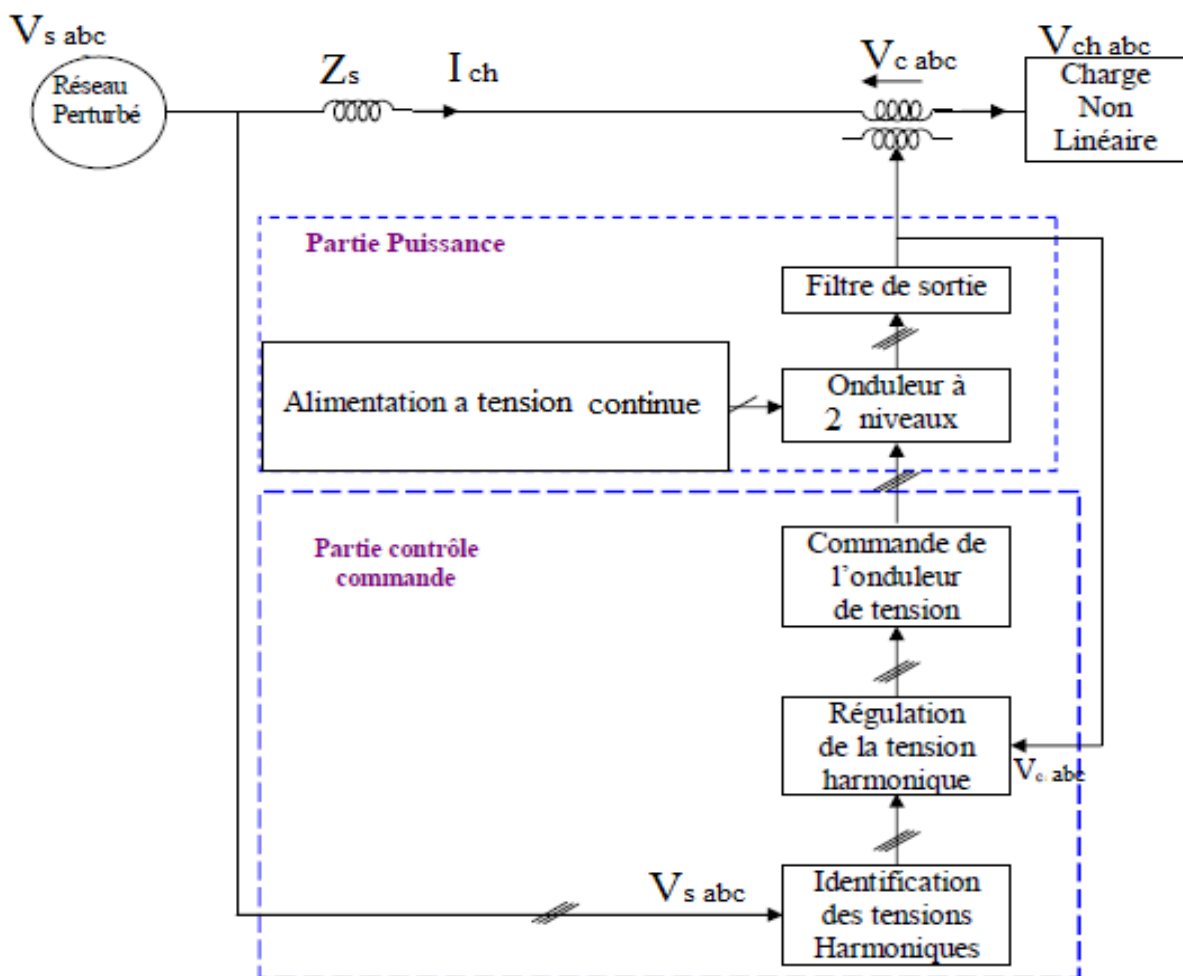 V s abc
Réseau
Perturbé
Z s
I ch
V c abc
V ch abc
Charge
Non
Linéaire
Partie Puissance
Filtre de sortie
Alimentation a tension continue
Onduleur à
2 niveaux
Partie contrôle
commande
Commande de
l’onduleur
de tension
Régulation
de la tension
harmonique
V c. abc
V s abc
Identification
des tensions
Harmoniques